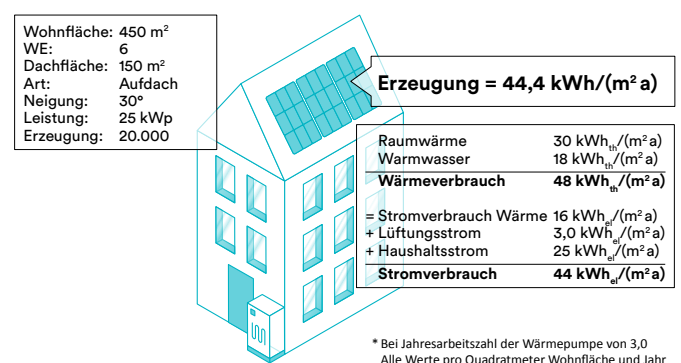 Wohnfläche: 450 m²
WE: 6
Dachfläche: 150 m²
Art: Aufdach
Neigung: 30°
Leistung: 25 kWp
Erzeugung: 20.000
Erzeugung = 44,4 kWh/(m² a)
Raumwärme 30 kWhth/(m² a)
Warmwasser 18 kWhth/(m² a)
Wärmeverbrauch 48 kWhth/(m² a)
= Stromverbrauch Wärme 16 kWhel/(m² a)
+ Lüftungsstrom 3,0 kWhel/(m² a)
+ Haushaltsstrom 25 kWhel/(m² a)
Stromverbrauch 44 kWhel/(m² a)
* Bei Jahresarbeitszahl der Wärmepumpe von 3,0
Alle Werte pro Quadratmeter Wohnfläche und Jahr